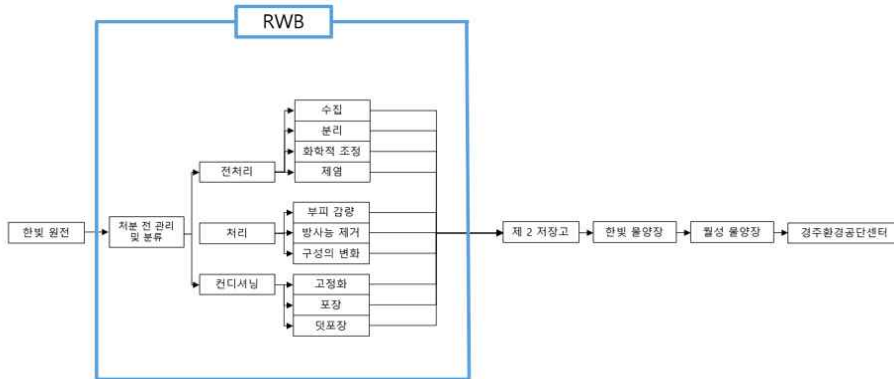 RWB
수집
분리
화학적 조정
전처리
제염
부피 감량
한빛 원전
처분 전 관리
및 분류
처리
방사능 제거
제 2 저장고
한빛 물양장
월성 물양장
경주환경공단센터
구성의 변화
컨디셔닝
고정화
포장
덧포장